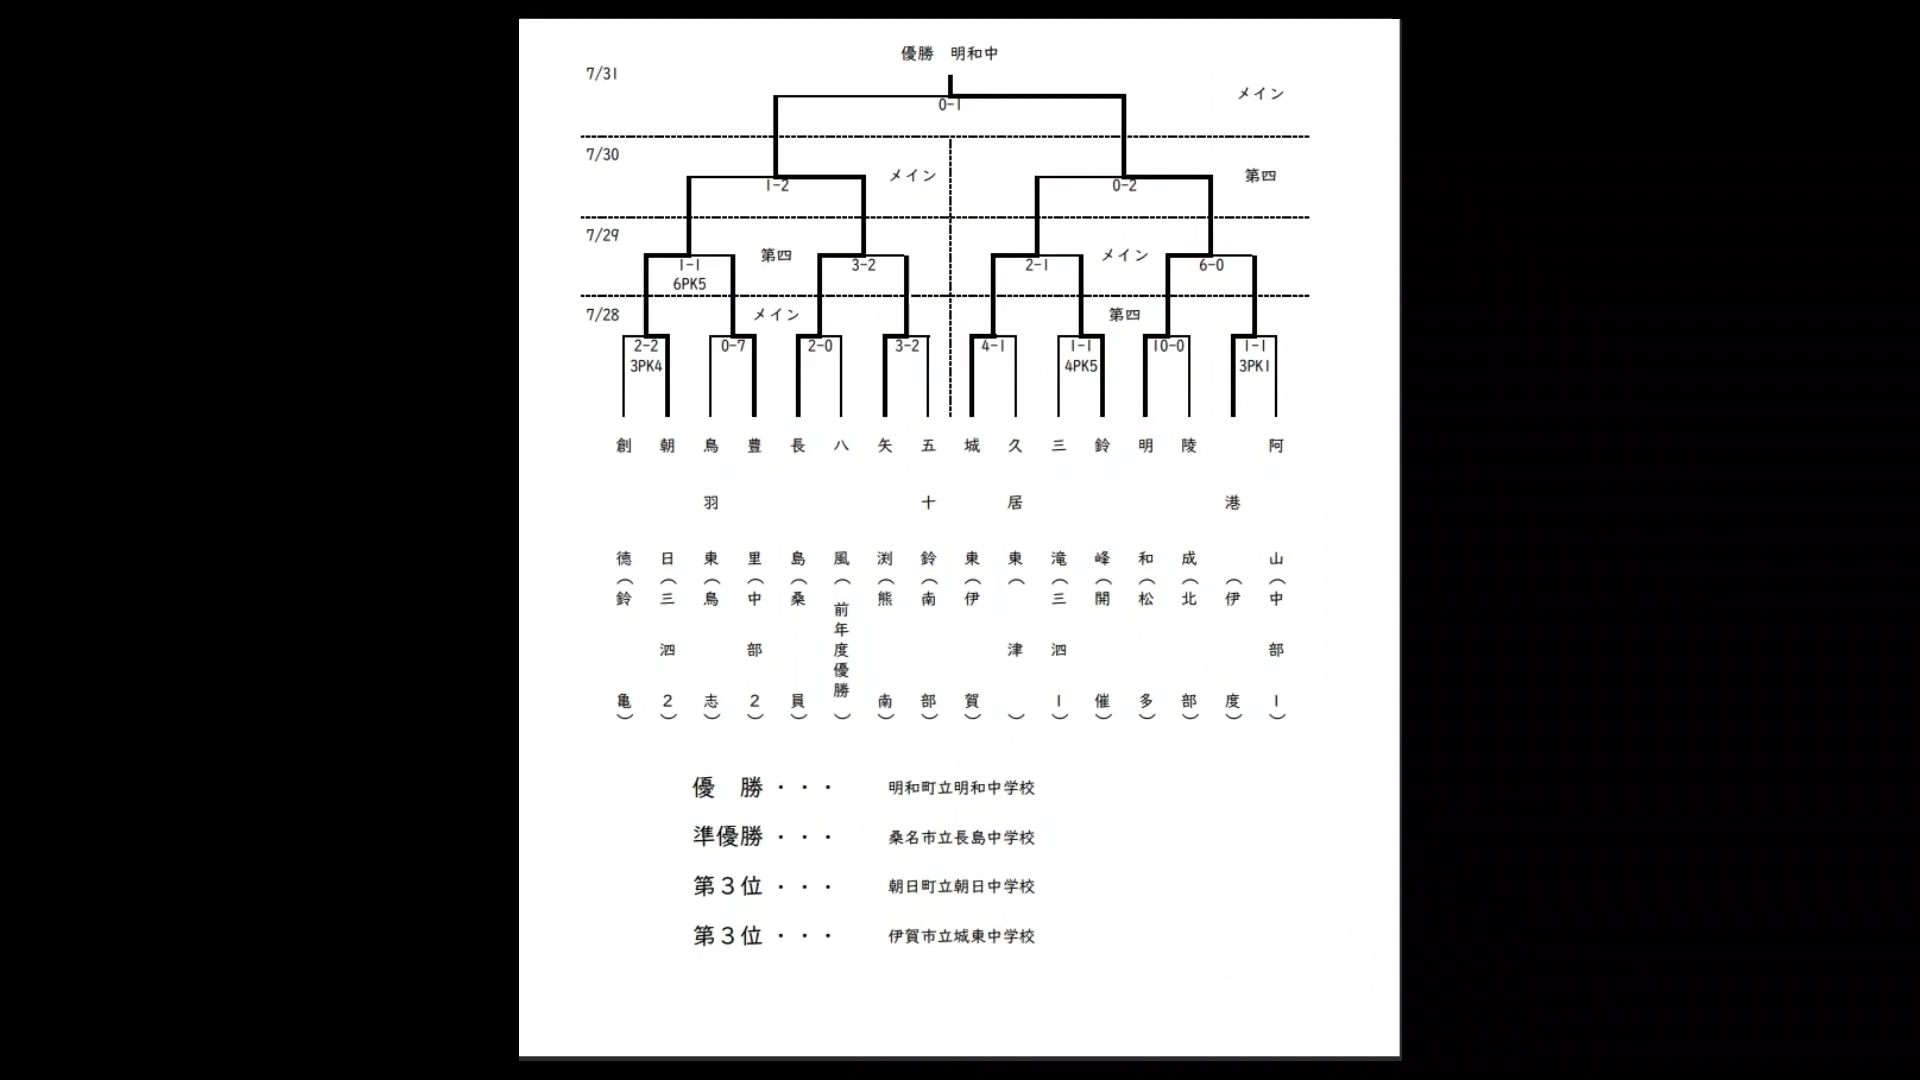 優勝　明和中
7/31
メイン
0-1
7/30
メイン
第四
1-2
0-2
7/29
第四
メイン
1-1
6PK5
3-2
2-1
6-0
7/28
メイン
第四
2-2
3PK4
0-7
2-0
3-2
4-1
1-1
4PK5
10-0
1-1
3PK1
創徳（鈴亀）
朝日（三泗2）
鳥羽東（鳥志）
豊里（中部2）
長島（桑員）
八風（前年度優勝）
矢渕（熊南）
五十鈴（南部）
城東（伊賀）
久居東（津）
三滝（三泗1）
鈴峰（開催）
明和（松多）
陵成（北部）
港（伊度）
阿山（中部1）
優　勝・・・　明和町立明和中学校
準優勝・・・　桑名市立長島中学校
第３位・・・　朝日町立朝日中学校
第３位・・・　伊賀市立城東中学校